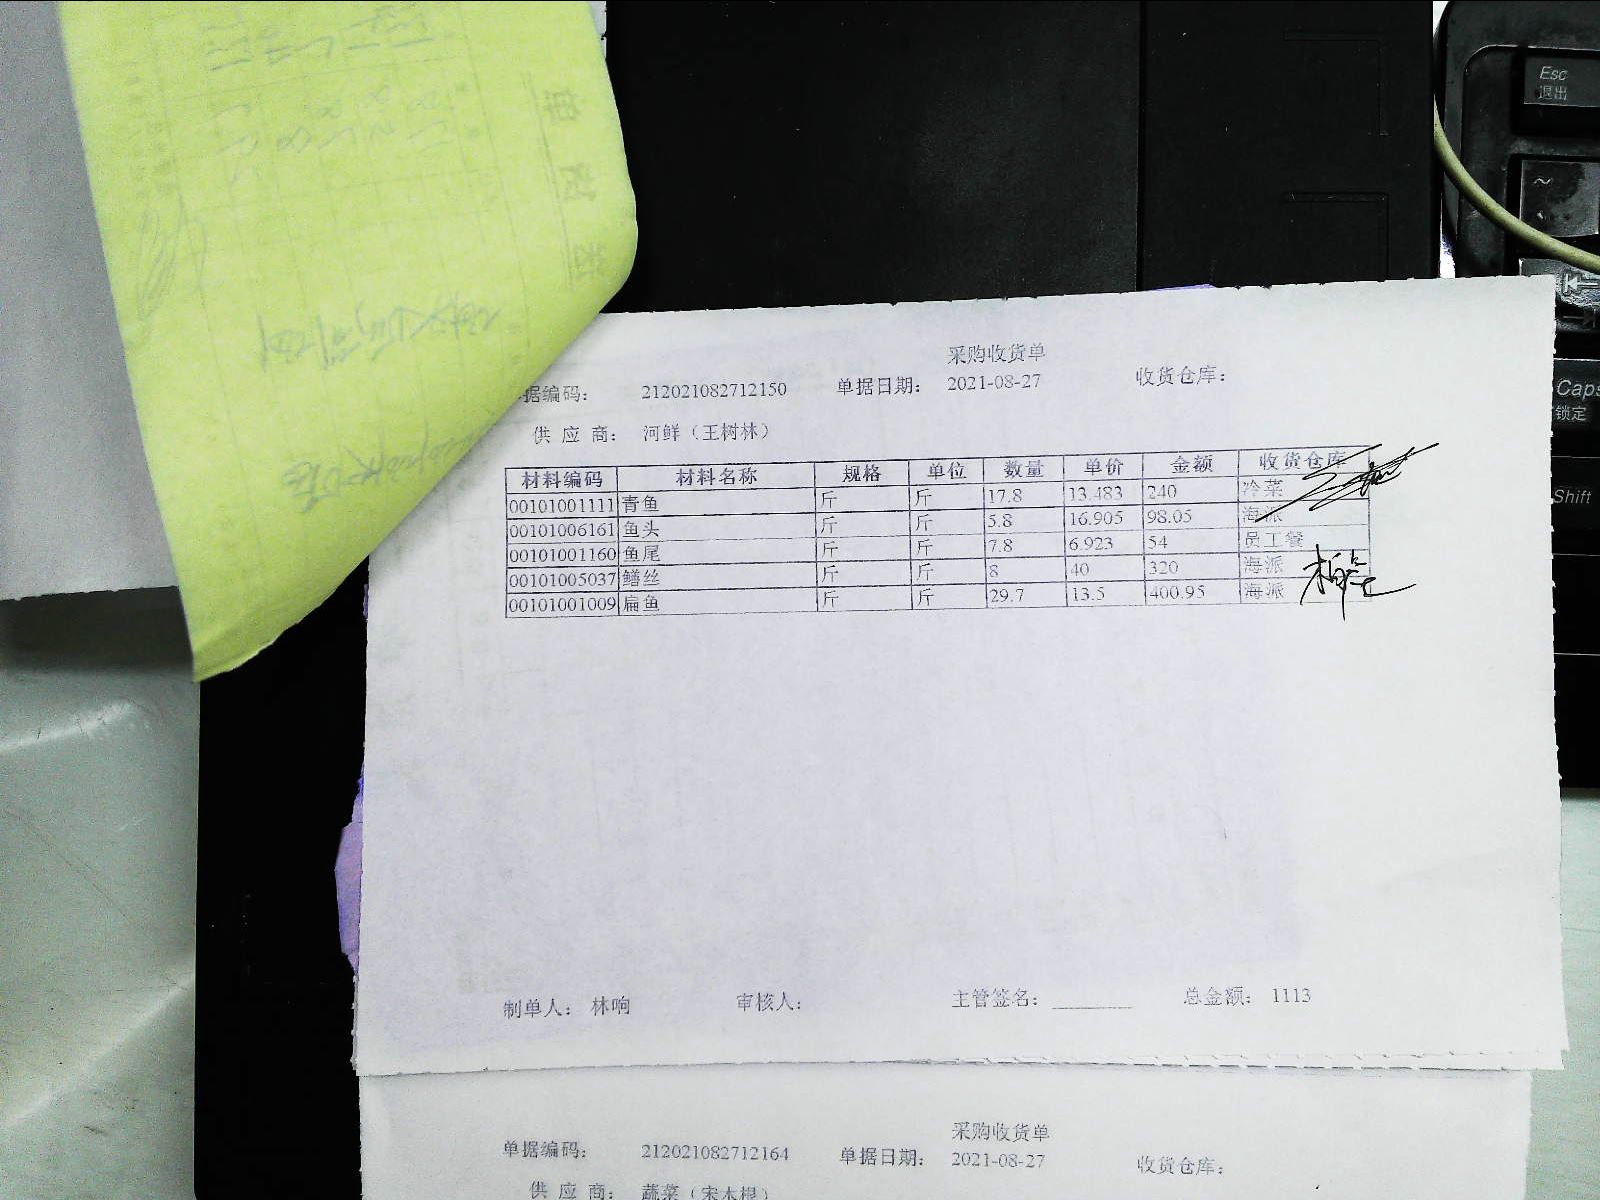 采购收货单
据编码： 212021082712150 单据日期： 2021-08-27 收货仓库：
供 应 商： 河鲜（王树林）
材料编码 材料名称 规格 单位 数量 单价 金额 收货仓库
00101001111 青鱼 斤 斤 17.8 13.483 240 冷菜
00101006161 鱼头 斤 斤 5.8 16.905 98.05 海派
00101001160 鱼尾 斤 斤 7.8 6.923 54 员工餐
00101005037 鳝丝 斤 斤 8 40 320 海派
00101001009 扁鱼 斤 斤 29.7 13.5 400.95 海派
制单人： 林响 审核人： 主管签名： 总金额： 1113
采购收货单
单据编码： 212021082712164 单据日期： 2021-08-27 收货仓库：
供 应 商： 蔬菜（宋木根）
Esc
退出
~
Caps
锁定
Shift